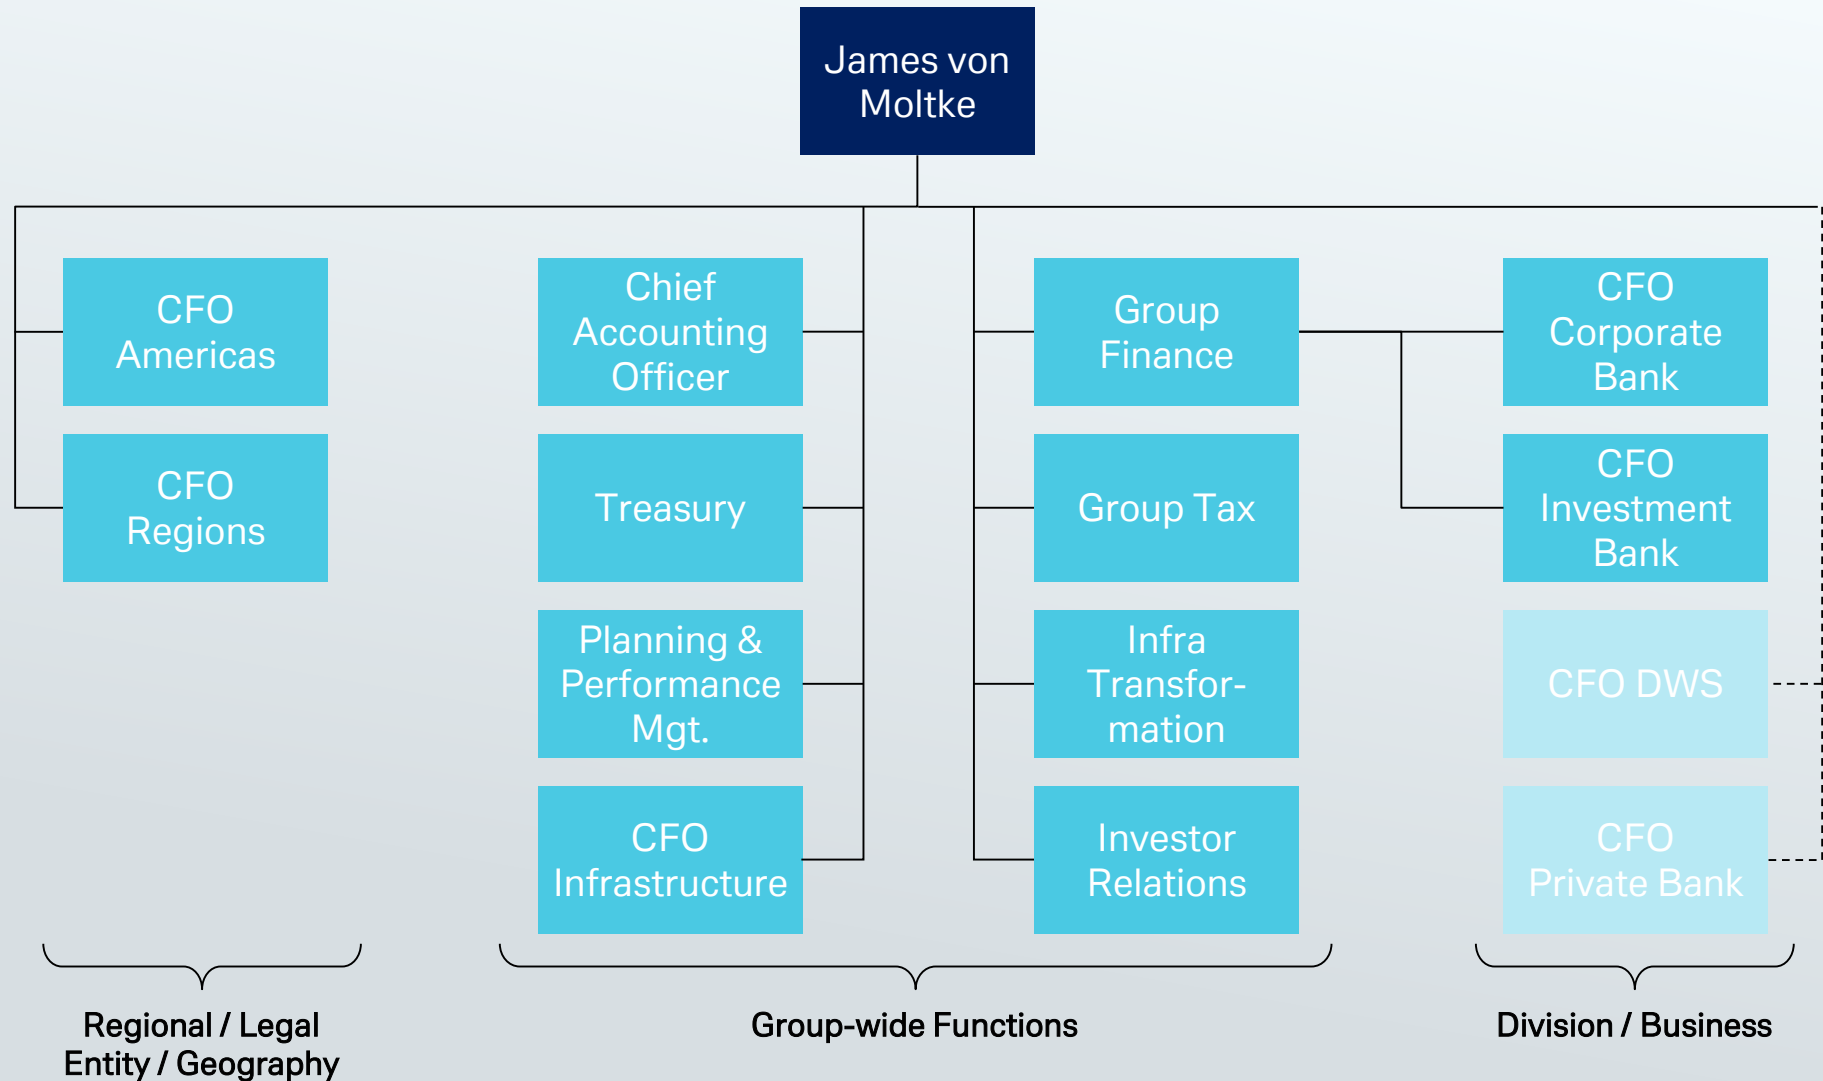 James von
Moltke
CFO
Americas
CFO
Regions
Chief
Accounting
Officer
Treasury
Planning &
Performance
Mgt.
CFO
Infrastructure
Group
Finance
Group Tax
Infra
Transfor-
mation
Investor
Relations
CFO
Corporate
Bank
CFO
Investment
Bank
CFO DWS
CFO
Private Bank
Regional / Legal
Entity / Geography
Group-wide Functions
Division / Business